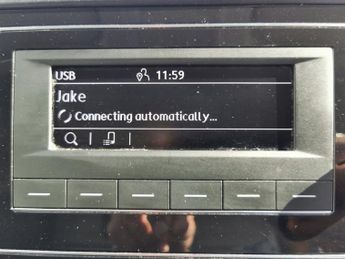 USB 11:59
Jake
Connecting automatically...